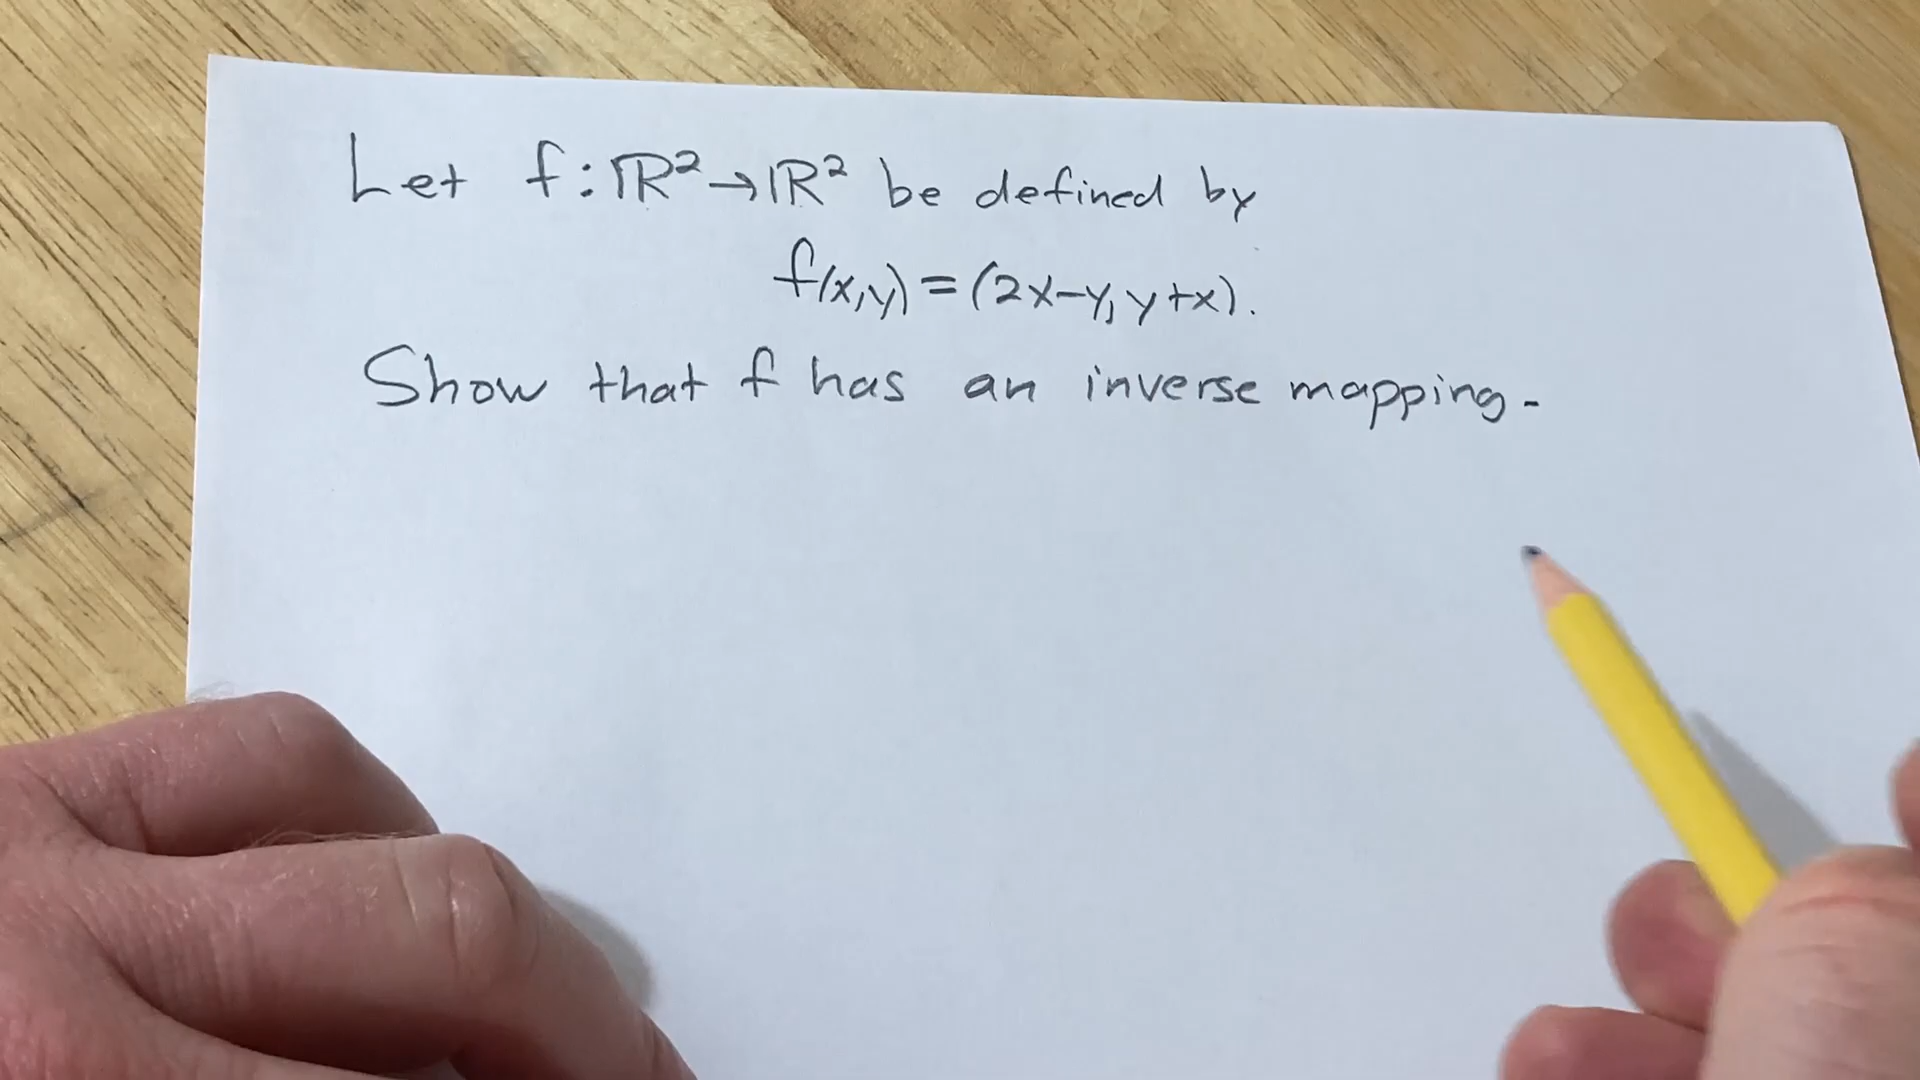 Let f:ℝ²→ℝ² be defined by
f(x,y)=(2x-y, y+x).
Show that f has an inverse mapping.